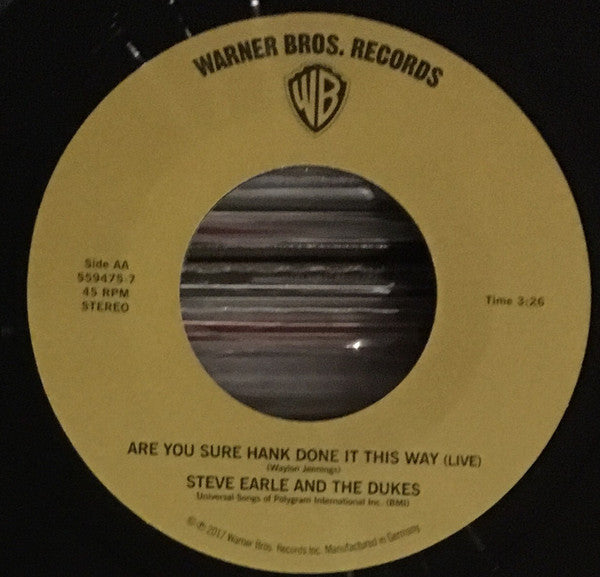 WARNER BROS. RECORDS
WB
Side AA
559475-7
45 RPM
STEREO
Time 3:26
ARE YOU SURE HANK DONE IT THIS WAY (LIVE)
(Waylon Jennings)
STEVE EARLE AND THE DUKES
Universal-Songs of Polygram International Inc. (BMI)
©℗ 2017 Warner Bros. Records Inc. Manufactured in Germany